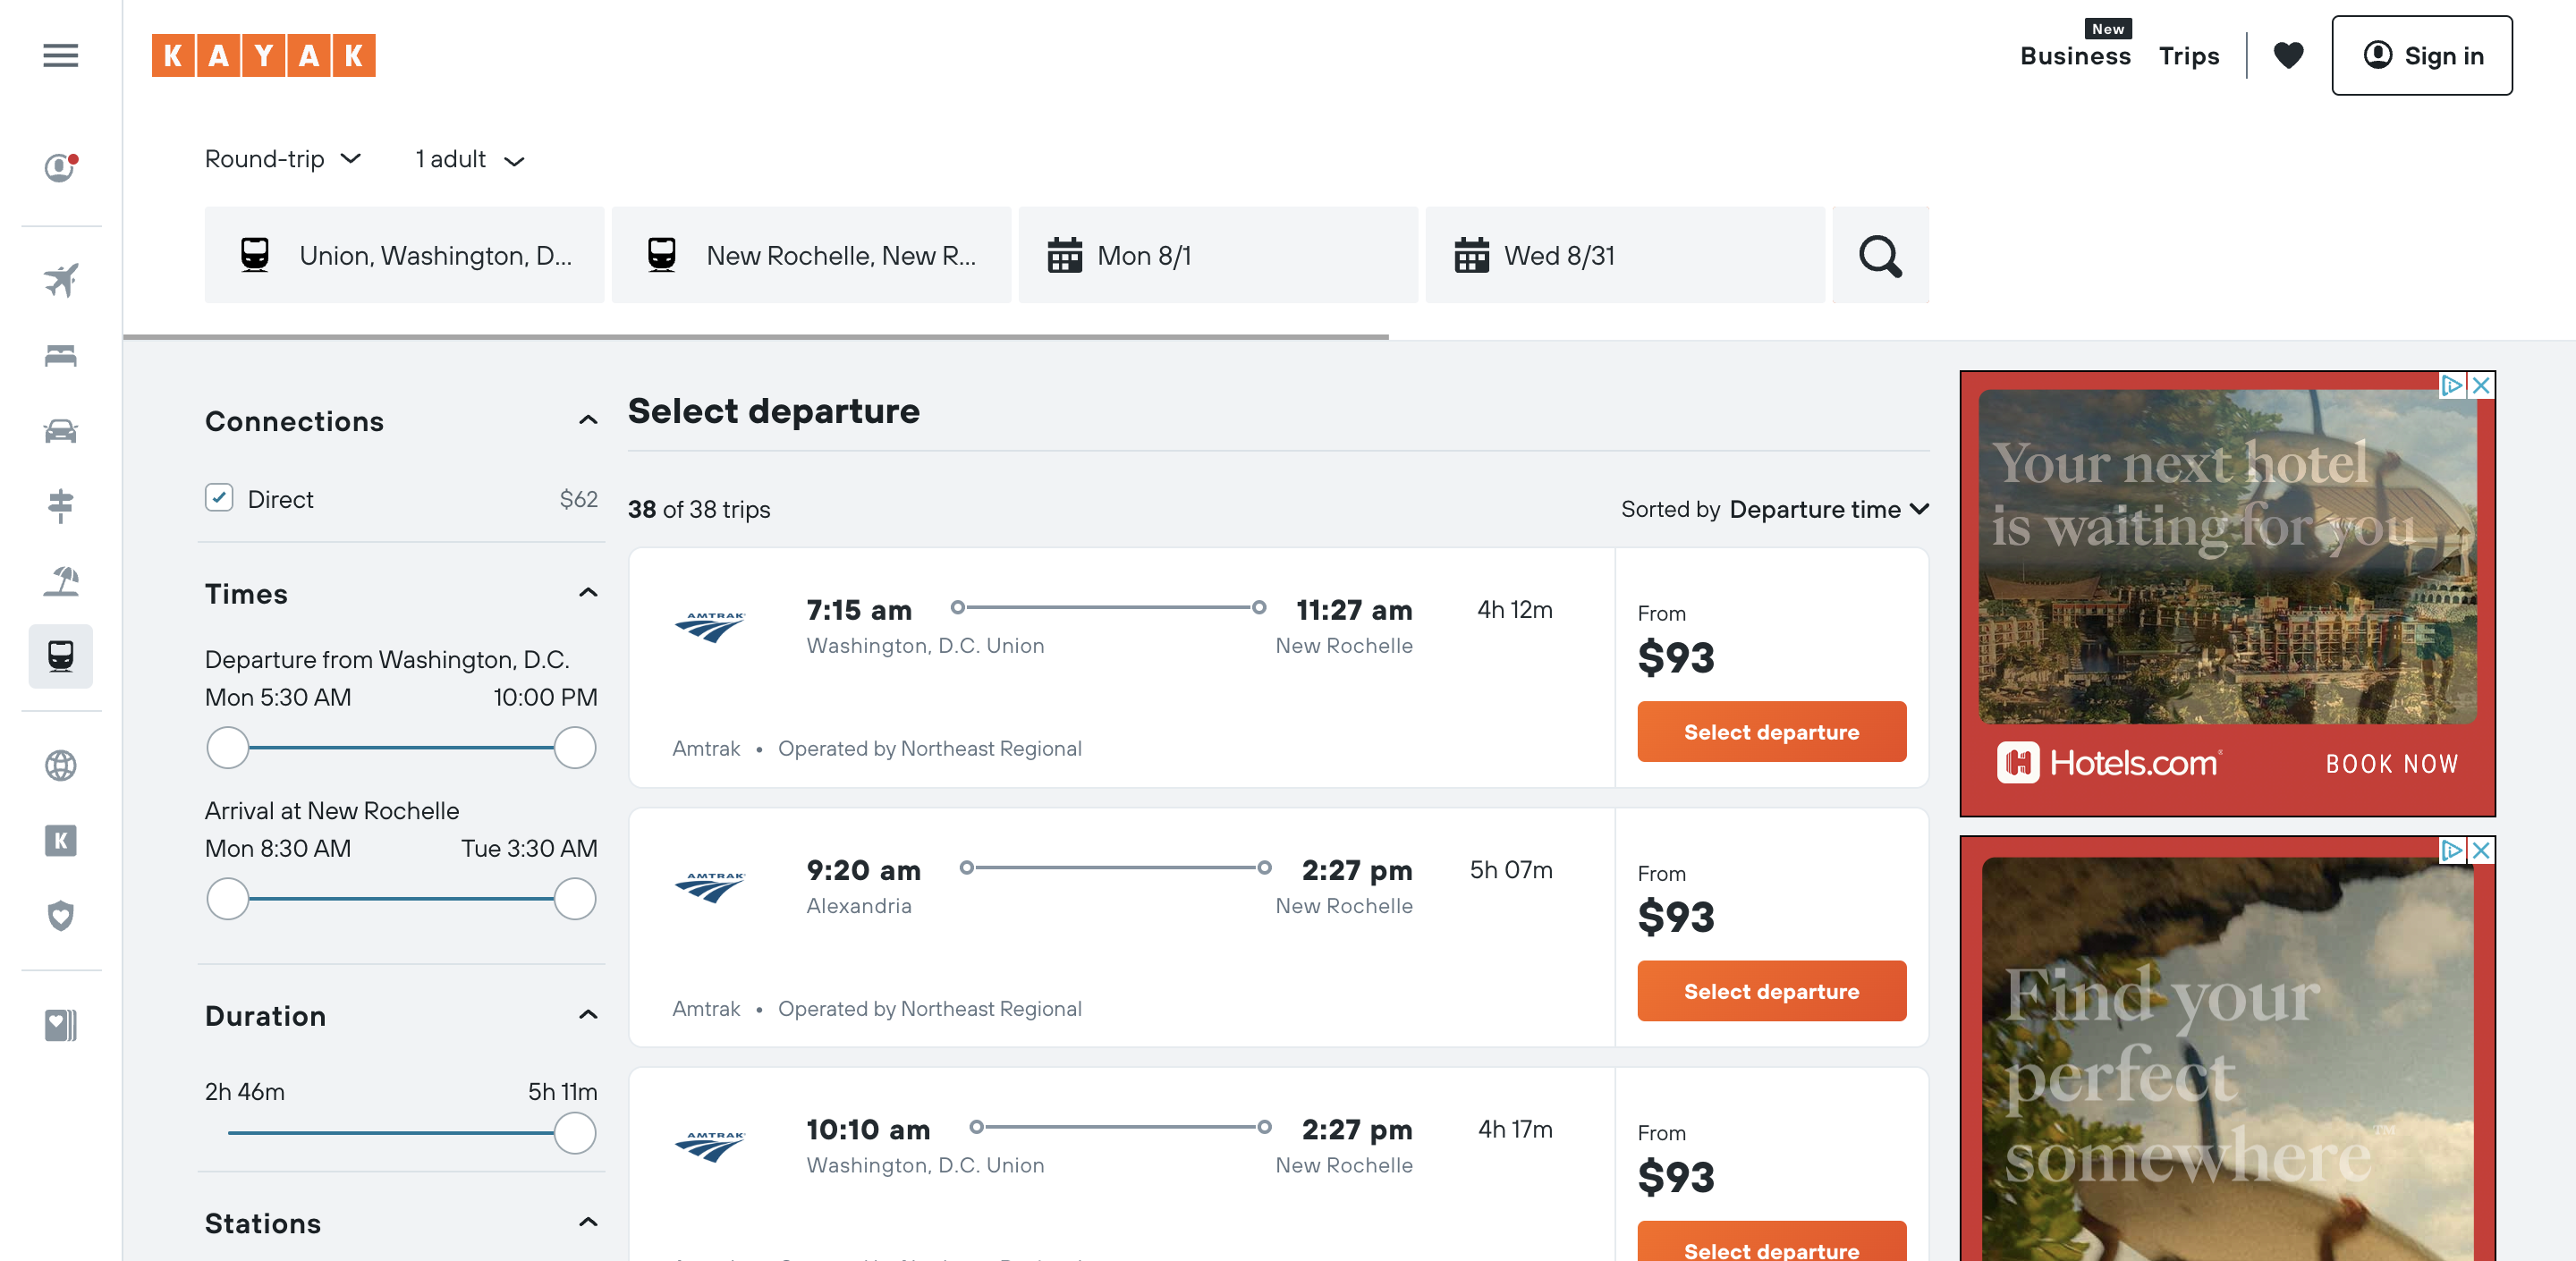 KAYAK
New
Business
Trips
Sign in
Round-trip
1 adult
Union, Washington, D...
New Rochelle, New R...
Mon 8/1
Wed 8/31
Connections
Direct
$62
Times
Departure from Washington, D.C.
Mon 5:30 AM
10:00 PM
Arrival at New Rochelle
Mon 8:30 AM
Tue 3:30 AM
Duration
2h 46m
5h 11m
Stations
Select departure
38 of 38 trips
Sorted by Departure time
AMTRAK
7:15 am
11:27 am
4h 12m
Washington, D.C. Union
New Rochelle
Amtrak • Operated by Northeast Regional
From
$93
Select departure
AMTRAK
9:20 am
2:27 pm
5h 07m
Alexandria
New Rochelle
Amtrak • Operated by Northeast Regional
From
$93
Select departure
AMTRAK
10:10 am
2:27 pm
4h 17m
Washington, D.C. Union
New Rochelle
From
$93
Select departure
Your next hotel
is waiting for you
Hotels.com
BOOK NOW
Find your
perfect
somewhere™
K